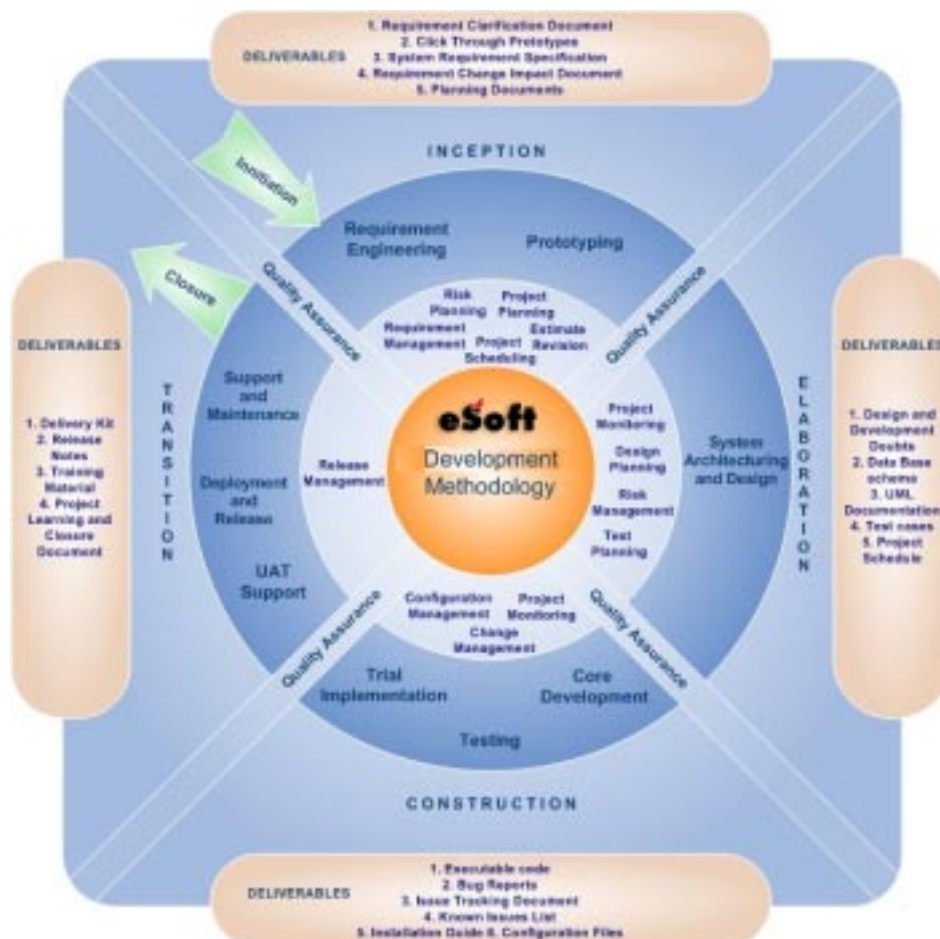 DELIVERABLES
1. Requirement Clarification Document
2. Click Through Prototypes
3. System Requirement Specification
4. Requirement Change Impact Document
5. Planning Documents
INCEPTION
Innitiation
Closure
Requirement
Engineering
Prototyping
Quality Assurance
Quality Assurance
Risk
Planning
Project
Planning
Requirement
Management
Estimate
Revision
Project
Scheduling
DELIVERABLES
1. Delivery Kit
2. Release
Notes
3. Training
Material
4. Project
Learning and
Closure
Document
TRANSITION
Support
and
Maintenance
Deployment
and
Release
UAT
Support
Release
Management
eSoft
Development
Methodology
Project
Monitoring
Design
Planning
Risk
Management
Test
Planning
System
Architecturing
and Design
ELABORATION
DELIVERABLES
1. Design and
Development
Doubts
2. Data Base
schema
3. UML
Documentation
4. Test cases
5. Project
Schedule
Configuration
Management
Project
Monitoring
Change
Management
Quality Assurance
Quality Assurance
Trial
Implementation
Core
Development
Testing
CONSTRUCTION
DELIVERABLES
1. Executable code
2. Bug Reports
3. Issue Tracking Document
4. Known Issues List
5. Installation Guide 6. Configuration Files